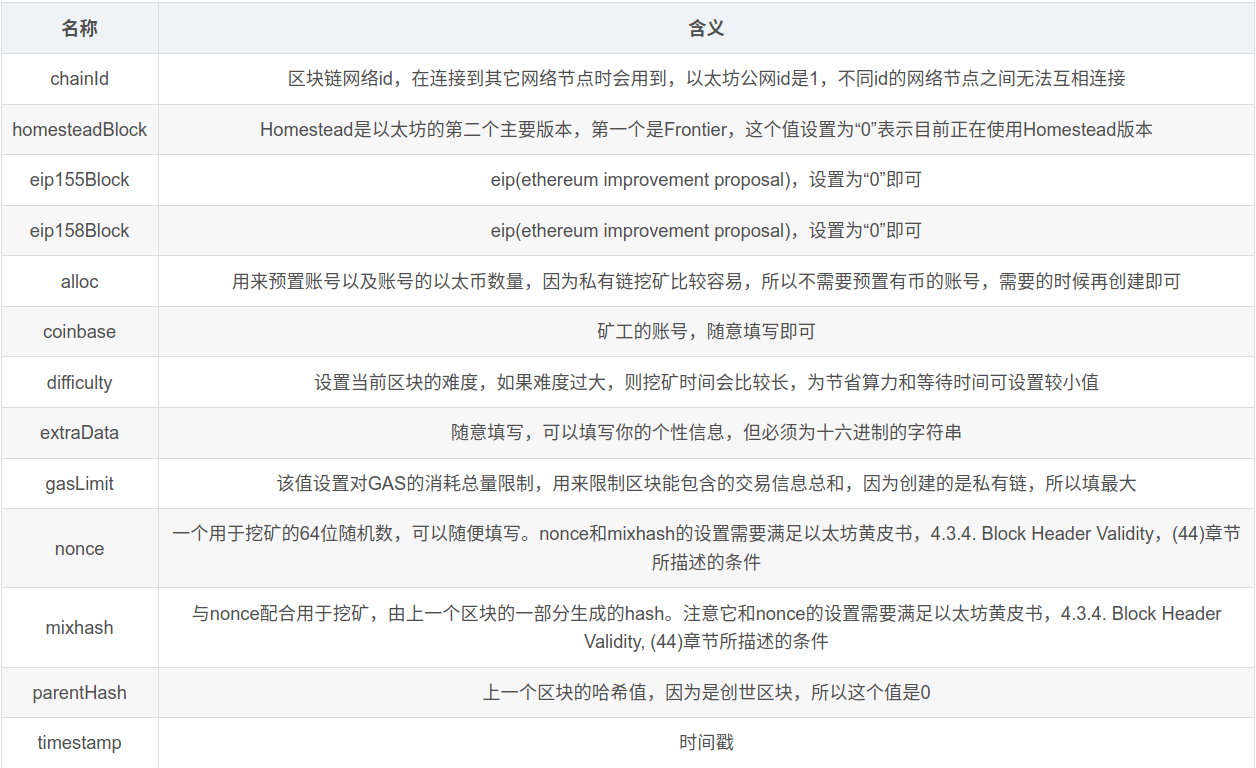 名称
含义
chainId
区块链网络id，在连接到其它网络节点时会用到，以太坊公网id是1，不同id的网络节点之间无法互相连接
homesteadBlock
Homestead是以太坊的第二个主要版本，第一个是Frontier，这个值设置为“0”表示目前正在使用Homestead版本
eip155Block
eip(ethereum improvement proposal)，设置为“0”即可
eip158Block
eip(ethereum improvement proposal)，设置为“0”即可
alloc
用来预置账号以及账号的以太币数量，因为私有链挖矿比较容易，所以不需要预置有币的账号，需要的时候再创建即可
coinbase
矿工的账号，随意填写即可
difficulty
设置当前区块的难度，如果难度过大，则挖矿时间会比较长，为节省算力和等待时间可设置较小值
extraData
随意填写，可以填写你的个性信息，但必须为十六进制的字符串
gasLimit
该值设置对GAS的消耗总量限制，用来限制区块能包含的交易信息总和，因为创建的是私有链，所以填最大
nonce
一个用于挖矿的64位随机数，可以随便填写。nonce和mixhash的设置需要满足以太坊黄皮书，4.3.4. Block Header Validity，(44)章节
所描述的条件
mixhash
与nonce配合用于挖矿，由上一个区块的一部分生成的hash。注意它和nonce的设置需要满足以太坊黄皮书，4.3.4. Block Header
Validity, (44)章节所描述的条件
parentHash
上一个区块的哈希值，因为是创世区块，所以这个值是0
timestamp
时间戳